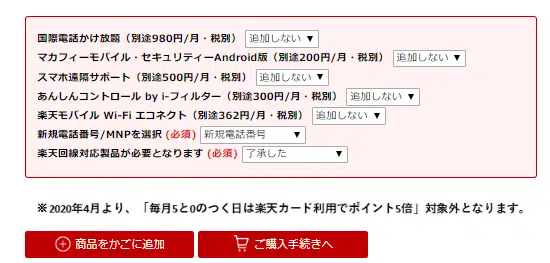 国際電話かけ放題（別途980円/月・税別） 追加しない ▼
マカフィーモバイル・セキュリティーAndroid版（別途200円/月・税別） 追加しない ▼
スマホ遠隔サポート（別途500円/月・税別） 追加しない ▼
あんしんコントロール by i-フィルター（別途300円/月・税別） 追加しない ▼
楽天モバイル Wi-Fi エコネクト（別途362円/月・税別） 追加しない ▼
新規電話番号/MNPを選択 (必須) 新規電話番号 ▼
楽天回線対応製品が必要となります (必須) 了承した ▼
※2020年4月より、「毎月5と0のつく日は楽天カード利用でポイント5倍」対象外となります。
商品をかごに追加 ご購入手続きへ